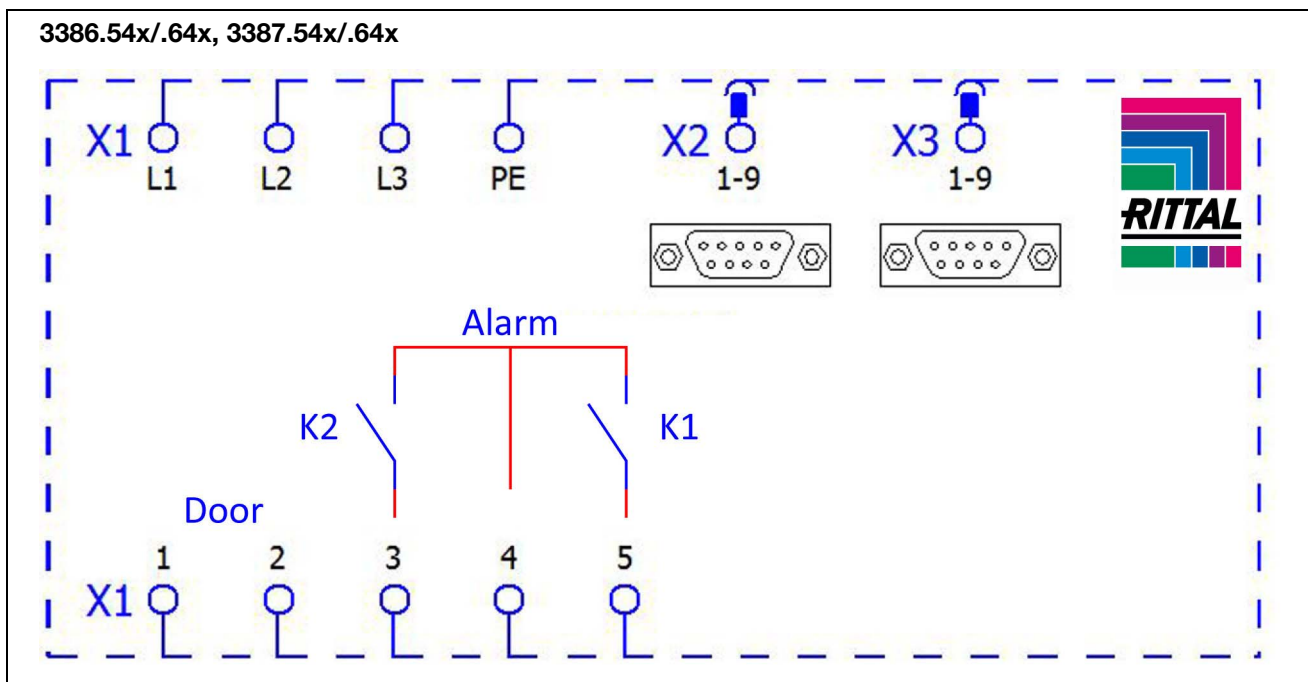 3386.54x/.64x, 3387.54x/.64x
X1 X2 X3
L1 L2 L3 PE 1-9 1-9
RITTAL
Alarm
K2 K1
Door
1 2 3 4 5
X1